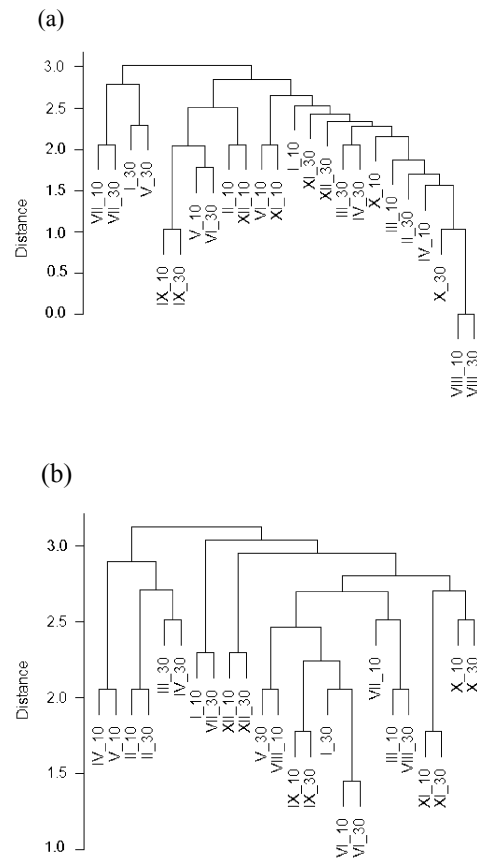 (a)
3.0
2.5
2.0
1.5
1.0
0.5
0.0
Distance
VII_10
VII_30
I_30
V_30
IX_10
IX_30
V_10
VI_30
II_10
XII_10
VI_10
XI_10
I_10
XI_30
XII_30
III_30
IV_30
X_10
III_10
II_30
IV_10
X_30
VIII_10
VIII_30
(b)
3.0
2.5
2.0
1.5
1.0
Distance
IV_10
V_10
II_10
II_30
III_30
IV_30
I_10
VII_30
XII_10
XII_30
V_30
VIII_10
IX_10
IX_30
I_30
VI_10
VI_30
VII_10
III_10
VIII_30
XI_10
XI_30
X_10
X_30